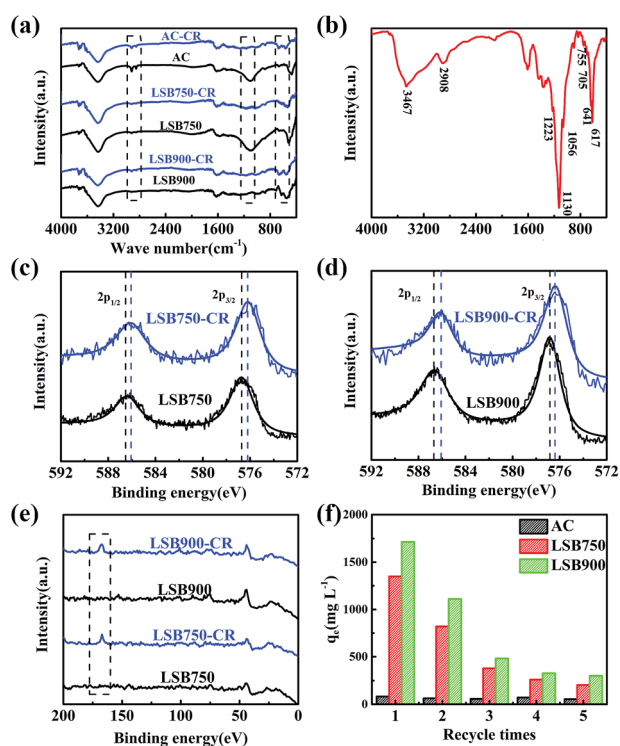 (a)
AC-CR
AC
LSB750-CR
LSB750
LSB900-CR
LSB900
Intensity(a.u.)
4000 3200 2400 1600 800
Wave number(cm-1)
(b)
3467
2908
1223
1130
1056
755
705
641
617
Intensity(a.u.)
4000 3200 2400 1600 800
Wave number(cm-1)
(c)
2p1/2
2p3/2
LSB750-CR
LSB750
Intensity(a.u.)
592 588 584 580 576 572
Binding energy(eV)
(d)
2p1/2
2p3/2
LSB900-CR
LSB900
Intensity(a.u.)
592 588 584 580 576 572
Binding energy(eV)
(e)
LSB900-CR
LSB900
LSB750-CR
LSB750
Intensity(a.u.)
200 150 100 50 0
Binding energy(eV)
(f)
AC
LSB750
LSB900
qe(mg L-1)
2000
1500
1000
500
0
1 2 3 4 5
Recycle times